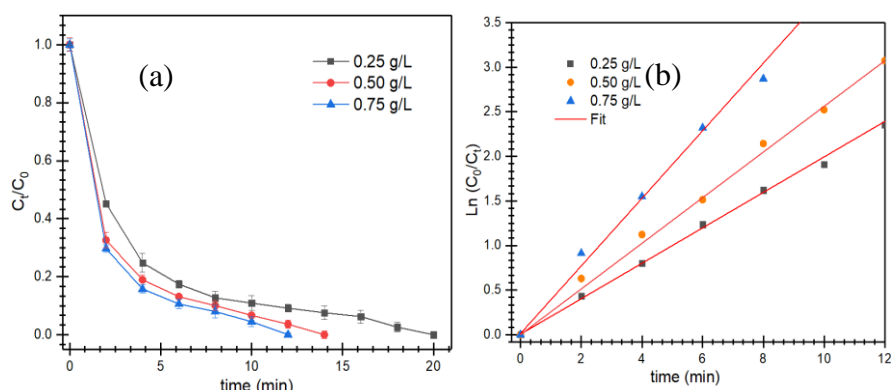 (a)
0.25 g/L
0.50 g/L
0.75 g/L
1.0
0.8
0.6
0.4
0.2
0.0
Cₜ/C₀
0
5
10
15
20
time (min)
(b)
0.25 g/L
0.50 g/L
0.75 g/L
Fit
3.5
3.0
2.5
2.0
1.5
1.0
0.5
0.0
Ln (C₀/Cₜ)
0
2
4
6
8
10
12
time (min)